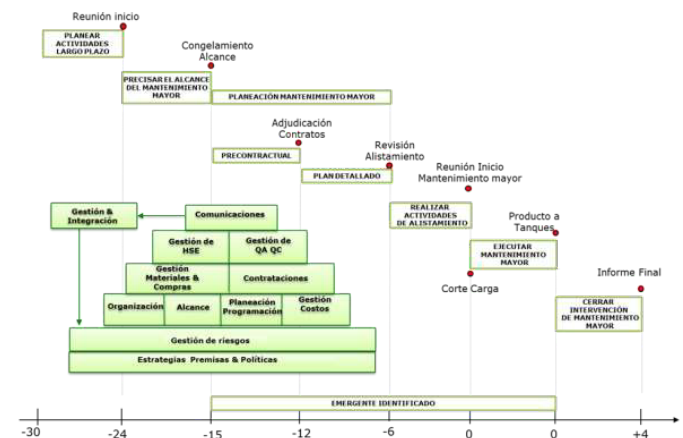 Reunión inicio
PLANEAR
ACTIVIDADES
LARGO PLAZO
Congelamiento
Alcance
PRECISAR EL ALCANCE
DEL MANTENIMIENTO
MAYOR
PLANEACIÓN MANTENIMIENTO MAYOR
Adjudicación
Contratos
PRECONTRACTUAL
Revisión
Alistamiento
PLAN DETALLADO
Reunión Inicio
Mantenimiento mayor
REALIZAR
ACTIVIDADES
DE ALISTAMIENTO
Producto a
Tanques
EJECUTAR
MANTENIMIENTO
MAYOR
Corte Carga
Informe Final
CERRAR
INTERVENCIÓN
DE MANTENIMIENTO
MAYOR
Gestión &
Integración
Comunicaciones
Gestión de
HSE
Gestión de
QA QC
Gestión
Materiales &
Compras
Contrataciones
Organización
Alcance
Planeación
Programación
Gestión
Costos
Gestión de riesgos
Estrategias Premisas & Políticas
EMERGENTE IDENTIFICADO
-30 -24 -15 -12 -6 0 0 +4